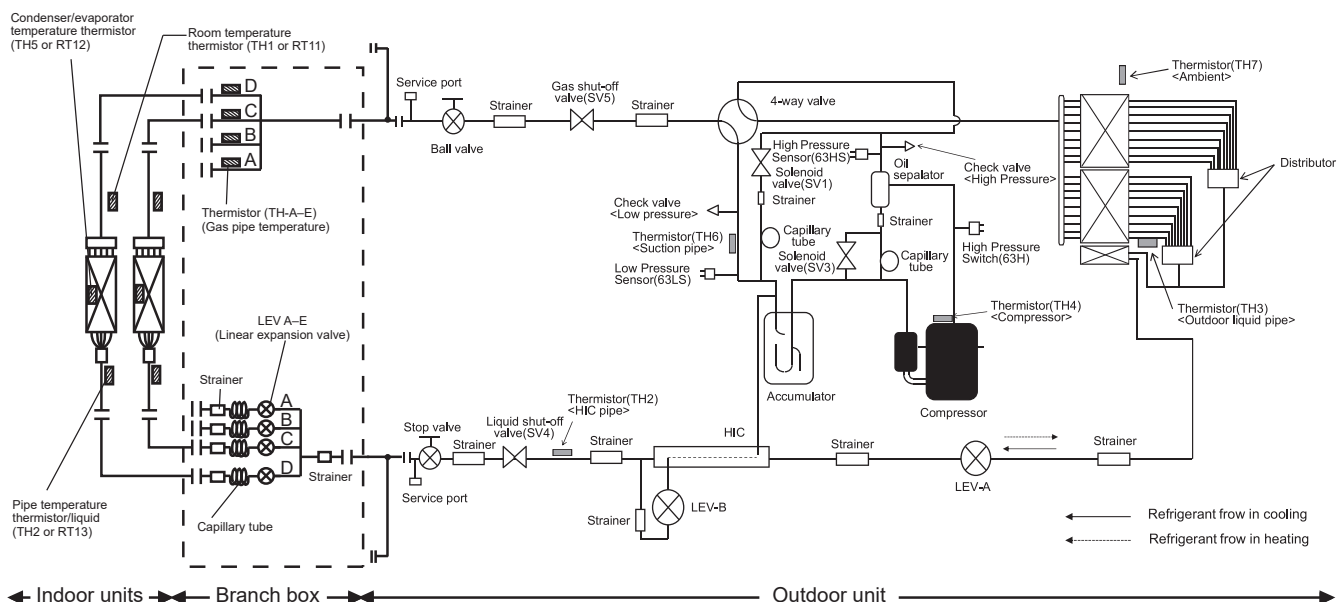 Condenser/evaporator
temperature thermistor
(TH5 or RT12)
Room temperature
thermistor (TH1 or RT11)
D
C
B
A
Thermistor (TH-A–E)
(Gas pipe temperature)
Service port
Ball valve
Strainer
Gas shut-off
valve(SV5)
Strainer
4-way valve
Thermistor(TH7)
<Ambient>
High Pressure
Sensor(63HS)
Solenoid
valve(SV1)
Strainer
Oil
sepalator
Check valve
<High Pressure>
Distributor
Check valve
<Low pressure>
Thermistor(TH6)
<Suction pipe>
Low Pressure
Sensor(63LS)
Capillary
tube
Solenoid
valve(SV3)
Strainer
Capillary
tube
High Pressure
Switch(63H)
Thermistor(TH4)
<Compressor>
Thermistor(TH3)
<Outdoor liquid pipe>
Accumulator
Compressor
LEV A–E
(Linear expansion valve)
Strainer
A
B
C
D
Strainer
Capillary tube
Pipe temperature
thermistor/liquid
(TH2 or RT13)
Stop valve
Service port
Strainer
Liquid shut-off
valve(SV4)
Thermistor(TH2)
<HIC pipe>
Strainer
HIC
Strainer
LEV-B
Strainer
LEV-A
Strainer
Refrigerant frow in cooling
Refrigerant frow in heating
Indoor units
Branch box
Outdoor unit